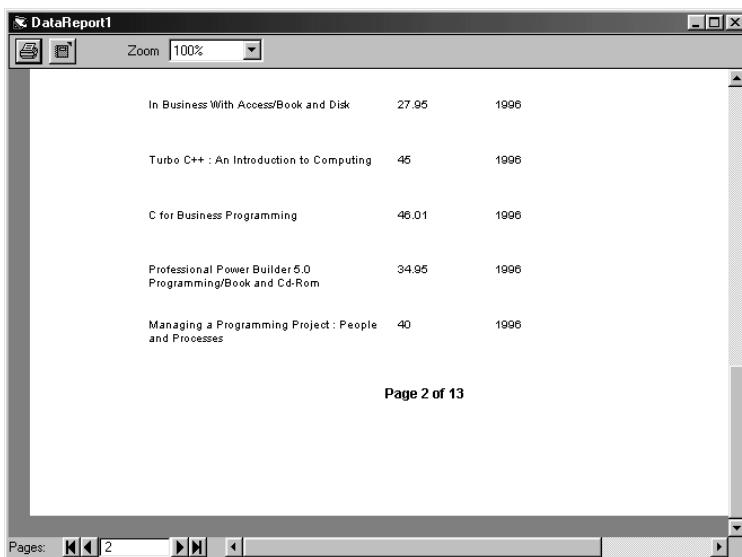 DataReport1
Zoom 100%
In Business With Access/Book and Disk 27.95 1996
Turbo C++ : An Introduction to Computing 45 1996
C for Business Programming 46.01 1996
Professional Power Builder 5.0 34.95 1996
Programming/Book and Cd-Rom
Managing a Programming Project : People 40 1996
and Processes
Page 2 of 13
Pages: 2